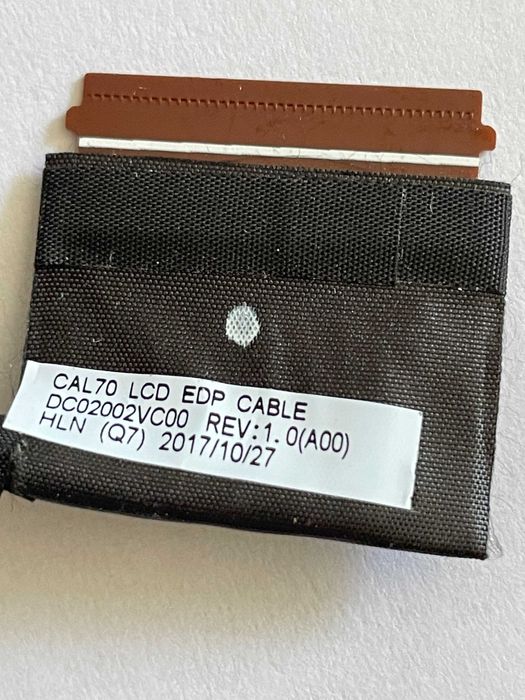 CAL70 LCD EDP CABLE
DC02002VC00 REV:1.0(A00)
HLN (Q7) 2017/10/27